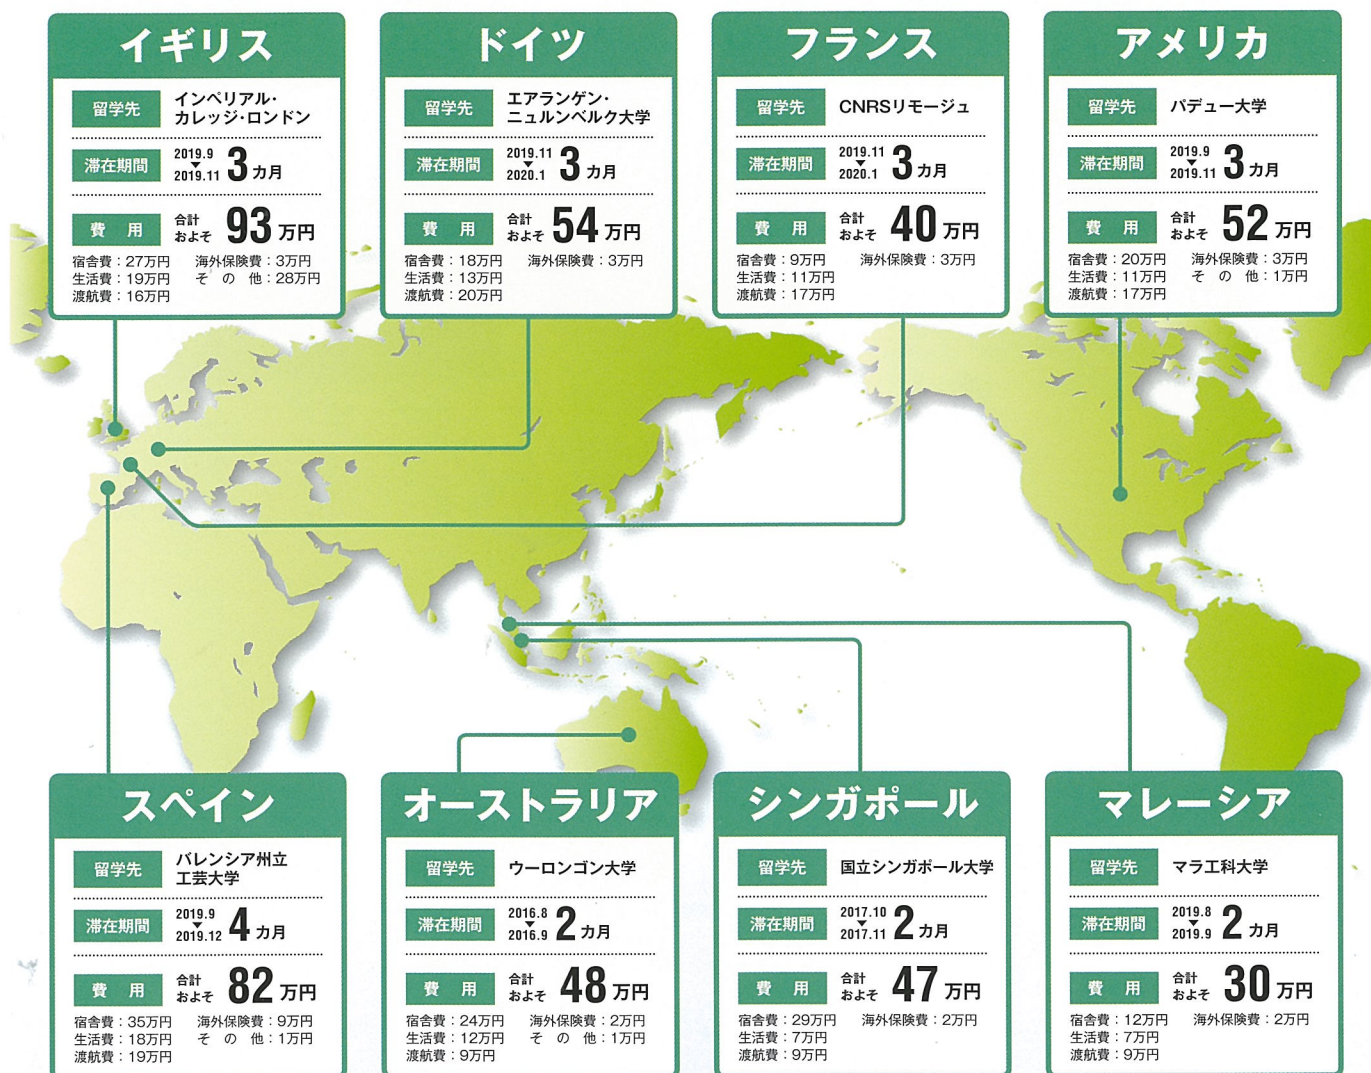 イギリス
留学先
インペリアル・
カレッジ・ロンドン
滞在期間
2019.9
▼
2019.11
3カ月
費用
合計
およそ
93万円
宿舎費：27万円
生活費：19万円
渡航費：16万円
海外保険費：3万円
その他：28万円
ドイツ
留学先
エアランゲン・
ニュルンベルク大学
滞在期間
2019.11
▼
2020.1
3カ月
費用
合計
およそ
54万円
宿舎費：18万円
生活費：13万円
渡航費：20万円
海外保険費：3万円
フランス
留学先
CNRSリモージュ
滞在期間
2019.11
▼
2020.1
3カ月
費用
合計
およそ
40万円
宿舎費：9万円
生活費：11万円
渡航費：17万円
海外保険費：3万円
アメリカ
留学先
パデュー大学
滞在期間
2019.9
▼
2019.11
3カ月
費用
合計
およそ
52万円
宿舎費：20万円
生活費：11万円
渡航費：17万円
海外保険費：3万円
その他：1万円
スペイン
留学先
バレンシア州立
工芸大学
滞在期間
2019.9
▼
2019.12
4カ月
費用
合計
およそ
82万円
宿舎費：35万円
生活費：18万円
渡航費：19万円
海外保険費：9万円
その他：1万円
オーストラリア
留学先
ウーロンゴン大学
滞在期間
2016.8
▼
2016.9
2カ月
費用
合計
およそ
48万円
宿舎費：24万円
生活費：12万円
渡航費：9万円
海外保険費：2万円
その他：1万円
シンガポール
留学先
国立シンガポール大学
滞在期間
2017.10
▼
2017.11
2カ月
費用
合計
およそ
47万円
宿舎費：29万円
生活費：7万円
渡航費：9万円
海外保険費：2万円
マレーシア
留学先
マラ工科大学
滞在期間
2019.8
▼
2019.9
2カ月
費用
合計
およそ
30万円
宿舎費：12万円
生活費：7万円
渡航費：9万円
海外保険費：2万円